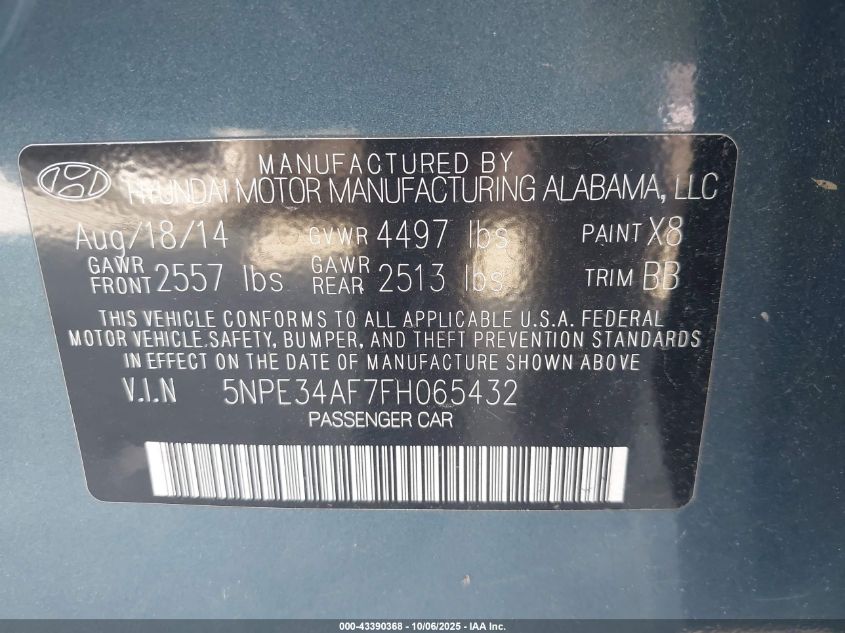 MANUFACTURED BY
HYUNDAI MOTOR MANUFACTURING ALABAMA, LLC
Aug/18/14 GVWR 4497 lbs PAINT X8
GAWR FRONT 2557 lbs GAWR REAR 2513 lbs TRIM BB
THIS VEHICLE CONFORMS TO ALL APPLICABLE U.S.A. FEDERAL
MOTOR VEHICLE SAFETY, BUMPER, AND THEFT PREVENTION STANDARDS
IN EFFECT ON THE DATE OF MANUFACTURE SHOWN ABOVE
V.I.N 5NPE34AF7FH065432
PASSENGER CAR
000-43390368 - 10/06/2025 - IAA Inc.